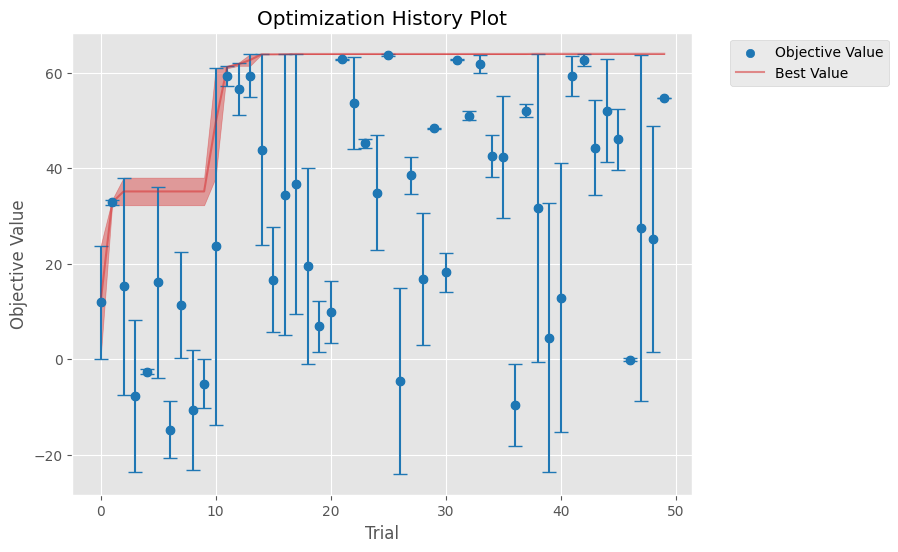 Optimization History Plot
Objective Value
Best Value
Objective Value
60
40
20
0
−20
0 10 20 30 40 50
Trial